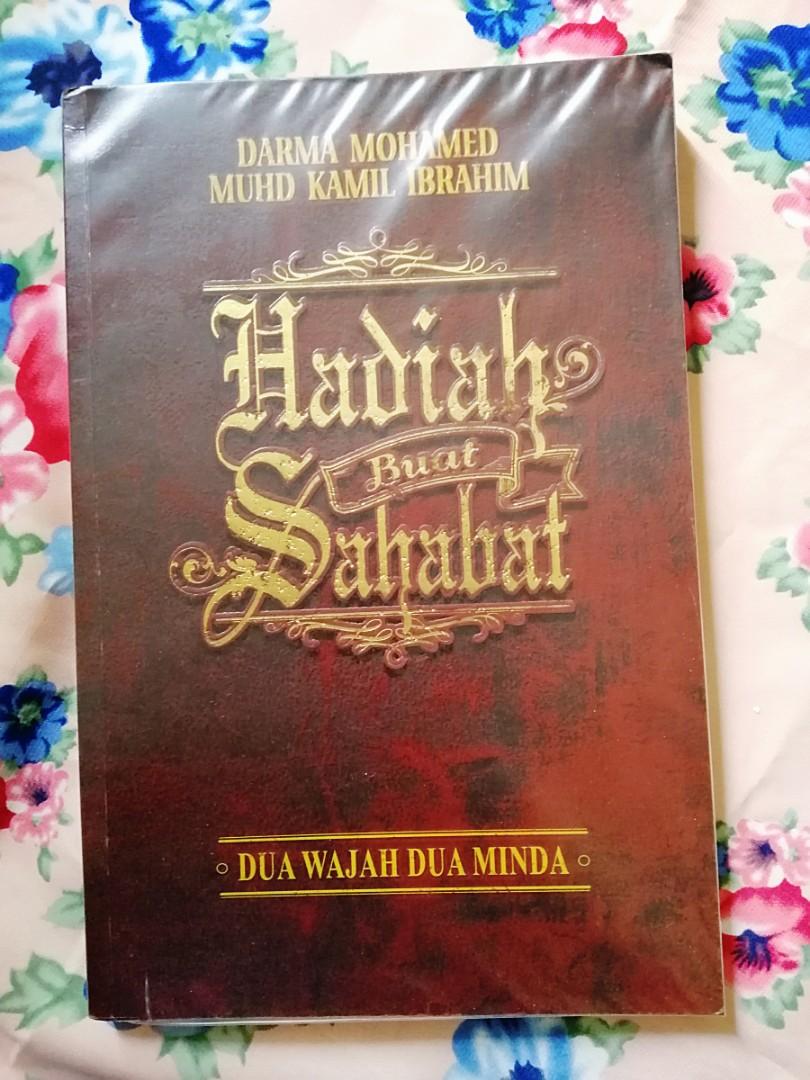 DARMA MOHAMED
MUHD KAMIL IBRAHIM
Hadiah
Buat
Sahabat
DUA WAJAH DUA MINDA